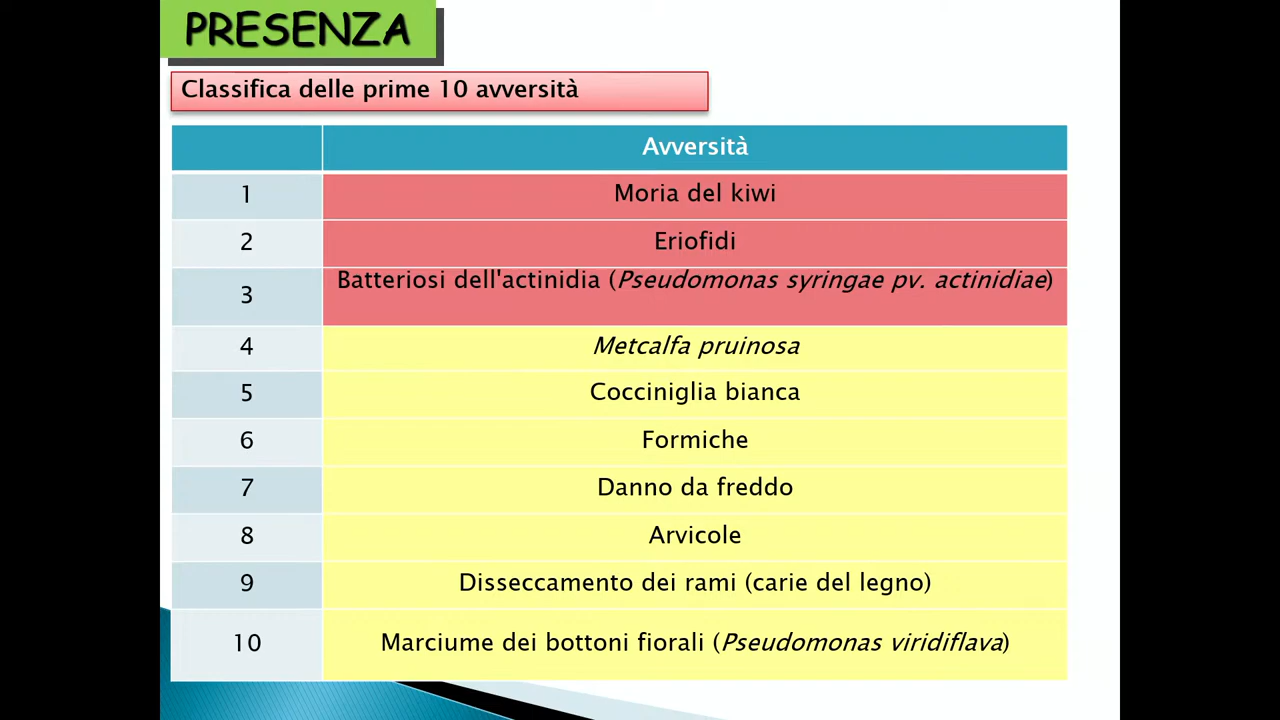 PRESENZA
Classifica delle prime 10 avversità
Avversità
1 Moria del kiwi
2 Eriofidi
3 Batteriosi dell'actinidia (Pseudomonas syringae pv. actinidiae)
4 Metcalfa pruinosa
5 Cocciniglia bianca
6 Formiche
7 Danno da freddo
8 Arvicole
9 Disseccamento dei rami (carie del legno)
10 Marciume dei bottoni fiorali (Pseudomonas viridiflava)